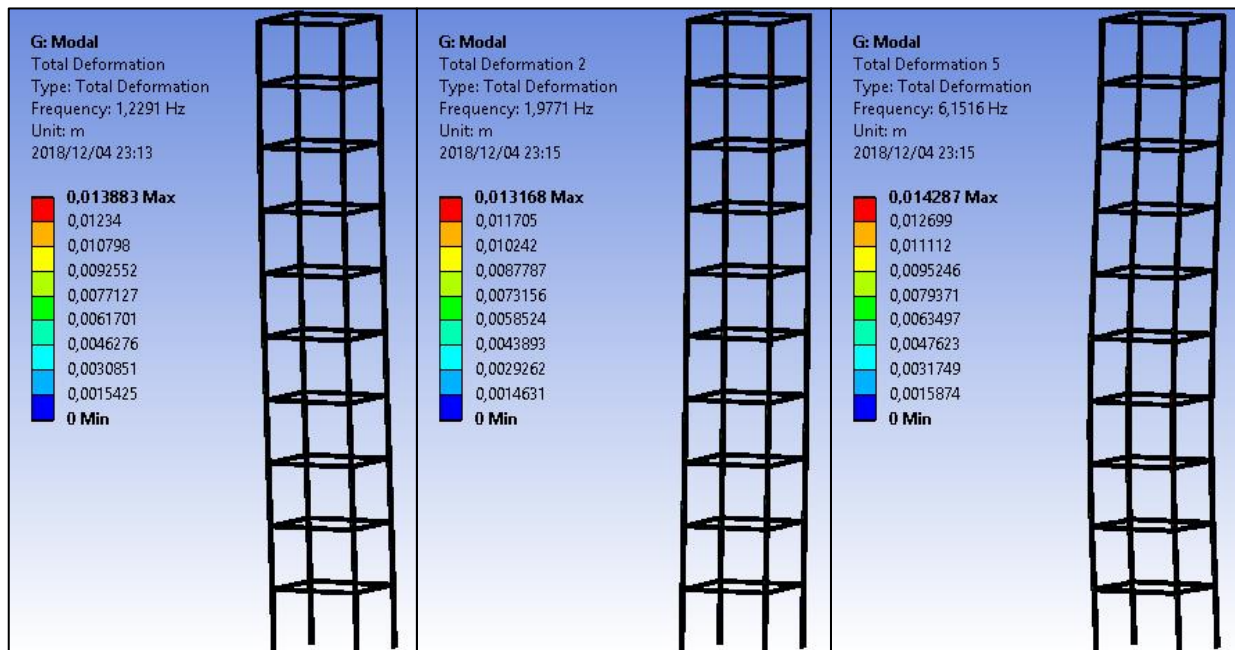 G: Modal
Total Deformation
Type: Total Deformation
Frequency: 1,2291 Hz
Unit: m
2018/12/04 23:13
0,013883 Max
0,01234
0,010798
0,0092552
0,0077127
0,0061701
0,0046276
0,0030851
0,0015425
0 Min
G: Modal
Total Deformation 2
Type: Total Deformation
Frequency: 1,9771 Hz
Unit: m
2018/12/04 23:15
0,013168 Max
0,011705
0,010242
0,0087787
0,0073156
0,0058524
0,0043893
0,0029262
0,0014631
0 Min
G: Modal
Total Deformation 5
Type: Total Deformation
Frequency: 6,1516 Hz
Unit: m
2018/12/04 23:15
0,014287 Max
0,012699
0,011112
0,0095246
0,0079371
0,0063497
0,0047623
0,0031749
0,0015874
0 Min